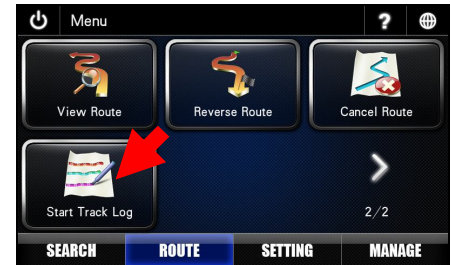 Menu
?
View Route
Reverse Route
Cancel Route
Start Track Log
2/2
SEARCH
ROUTE
SETTING
MANAGE